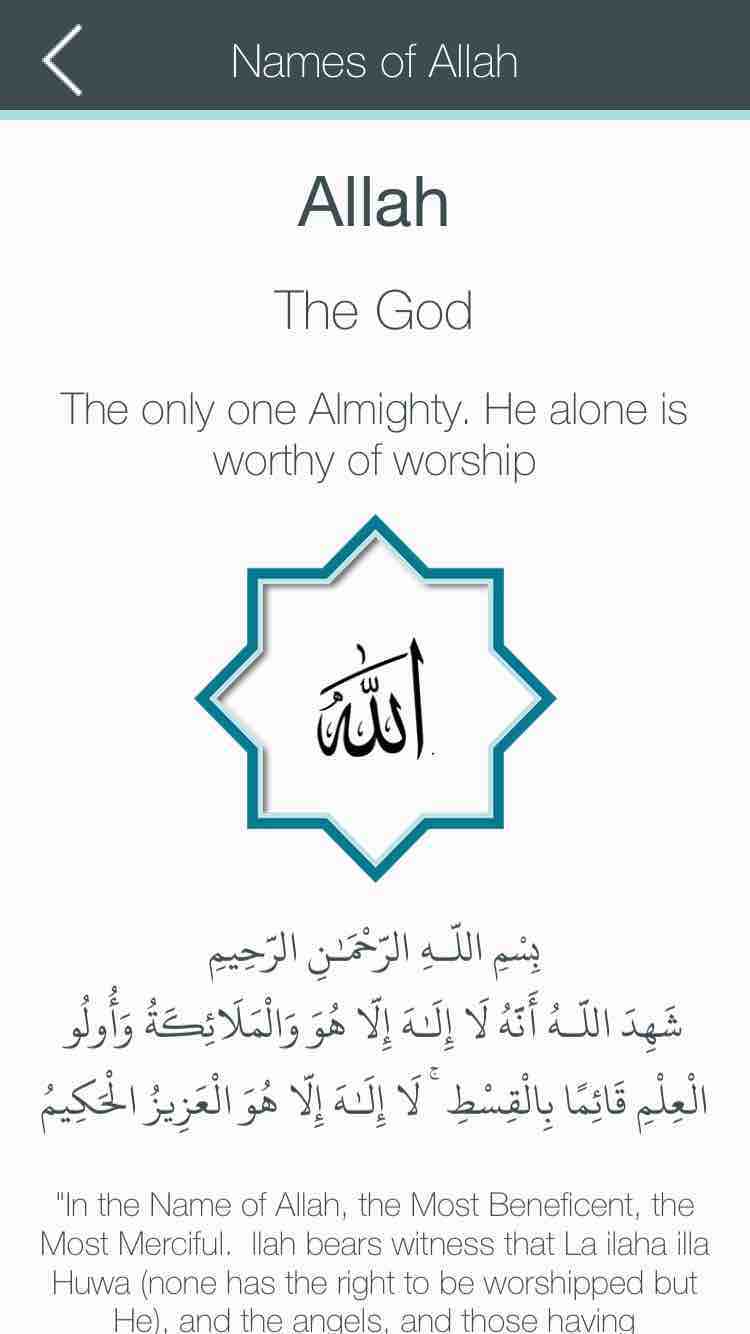 Names of Allah
Allah
The God
The only one Almighty. He alone is
worthy of worship
اللَّهُ
بِسْمِ اللَّـهِ الرَّحْمَـٰنِ الرَّحِيمِ
شَهِدَ اللَّـهُ أَنَّهُ لَا إِلَـٰهَ إِلَّا هُوَ وَالْمَلَائِكَةُ وَأُولُو
الْعِلْمِ قَائِمًا بِالْقِسْطِ ۚ لَا إِلَـٰهَ إِلَّا هُوَ الْعَزِيزُ الْحَكِيمُ
"In the Name of Allah, the Most Beneficent, the
Most Merciful.  llah bears witness that La ilaha illa
Huwa (none has the right to be worshipped but
He), and the angels, and those having